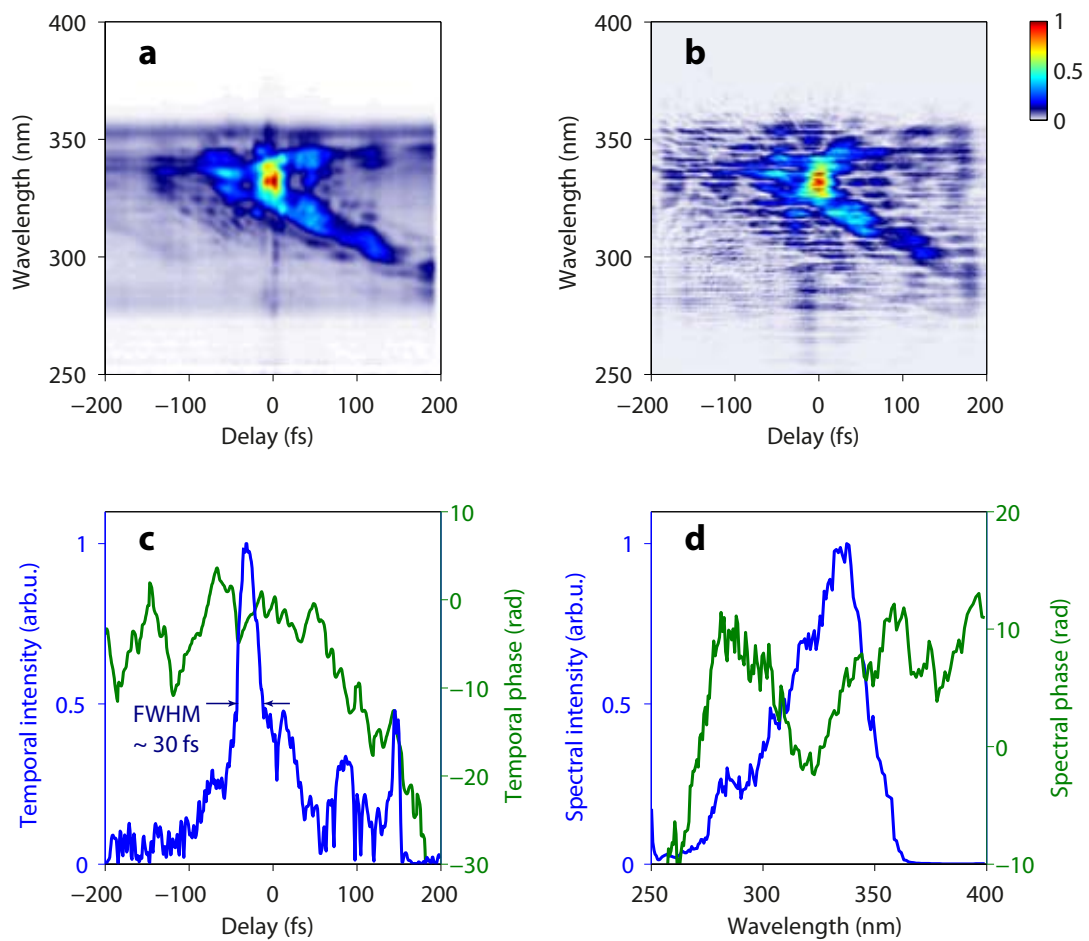 400
350
300
250
Wavelength (nm)
a
−200
−100
0
100
200
Delay (fs)
400
350
300
250
Wavelength (nm)
b
−200
−100
0
100
200
Delay (fs)
1
0.5
0
1
0.5
0
Temporal intensity (arb.u.)
c
FWHM
~ 30 fs
10
0
−10
−20
−30
Temporal phase (rad)
−200
−100
0
100
200
Delay (fs)
1
0.5
0
Spectral intensity (arb.u.)
d
20
10
0
−10
Spectral phase (rad)
250
300
350
400
Wavelength (nm)